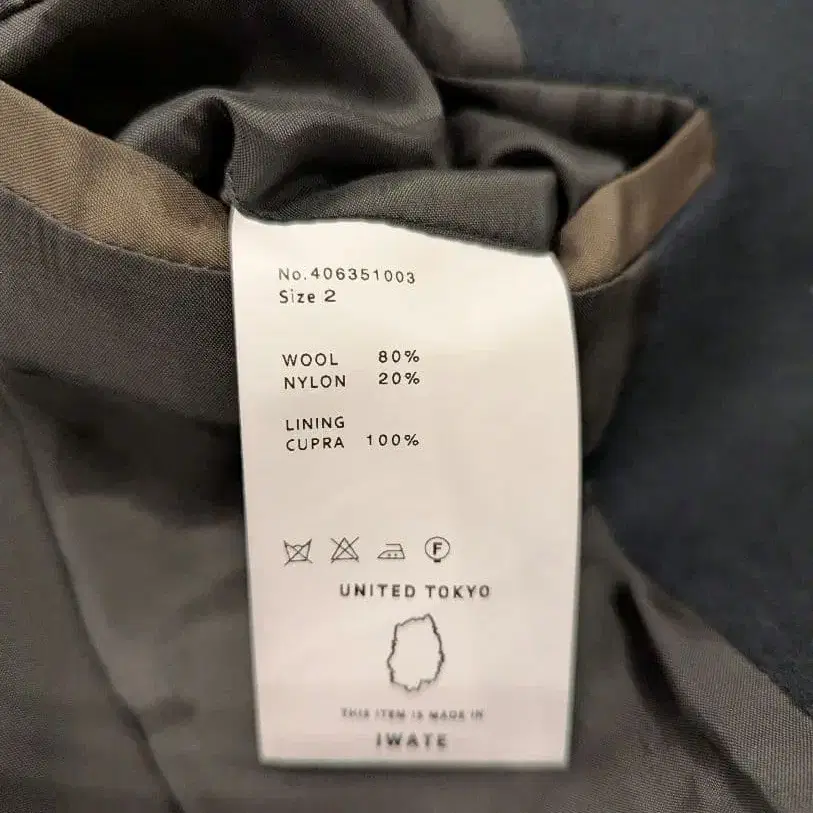 No.406351003
Size 2
WOOL 80%
NYLON 20%
LINING
CUPRA 100%
F
UNITED TOKYO
THIS ITEM IS MADE IN
IWATE